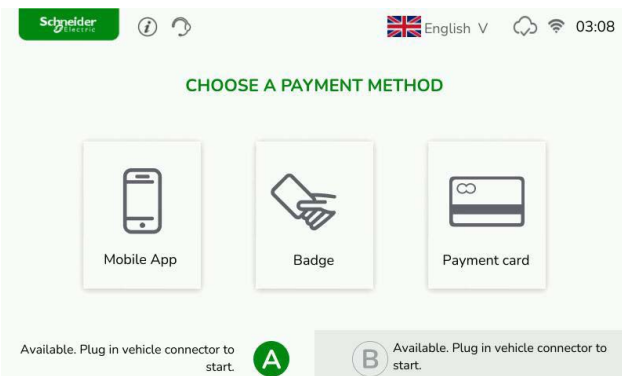 Schneider
Electric
English V
03:08
CHOOSE A PAYMENT METHOD
Mobile App
Badge
Payment card
Available. Plug in vehicle connector to
start.
A
B
Available. Plug in vehicle connector to
start.